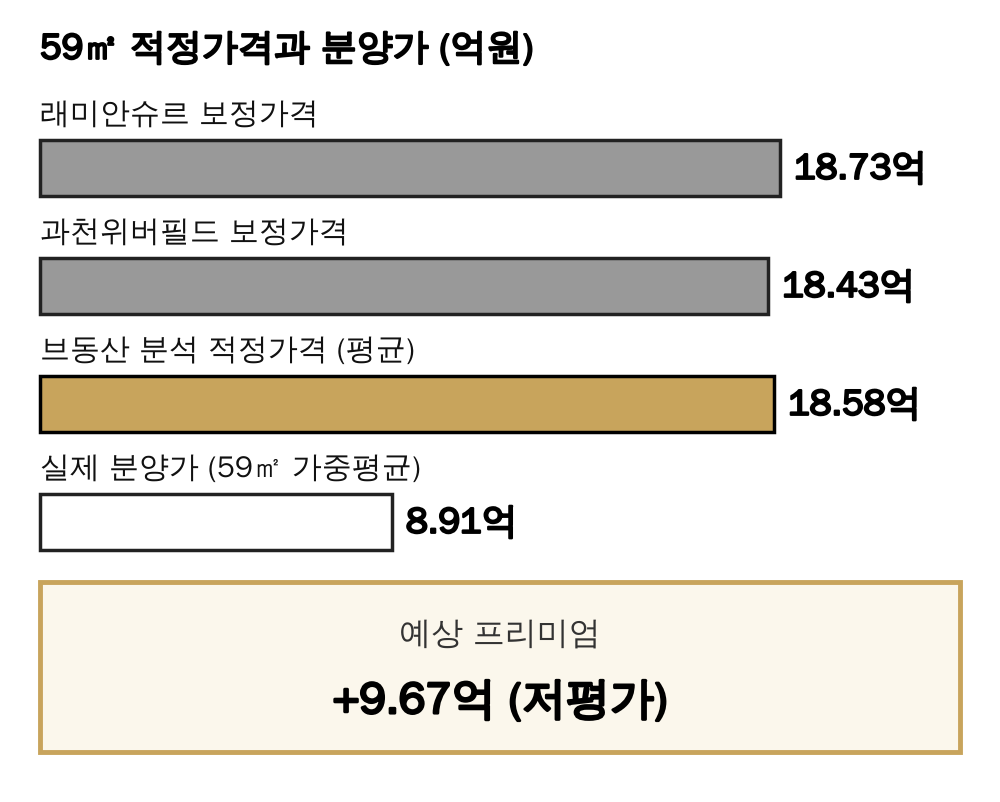 59㎡ 적정가격과 분양가 (억원)
래미안슈르 보정가격
18.73억
과천위버필드 보정가격
18.43억
브동산 분석 적정가격 (평균)
18.58억
실제 분양가 (59㎡ 가중평균)
8.91억
예상 프리미엄
+9.67억 (저평가)